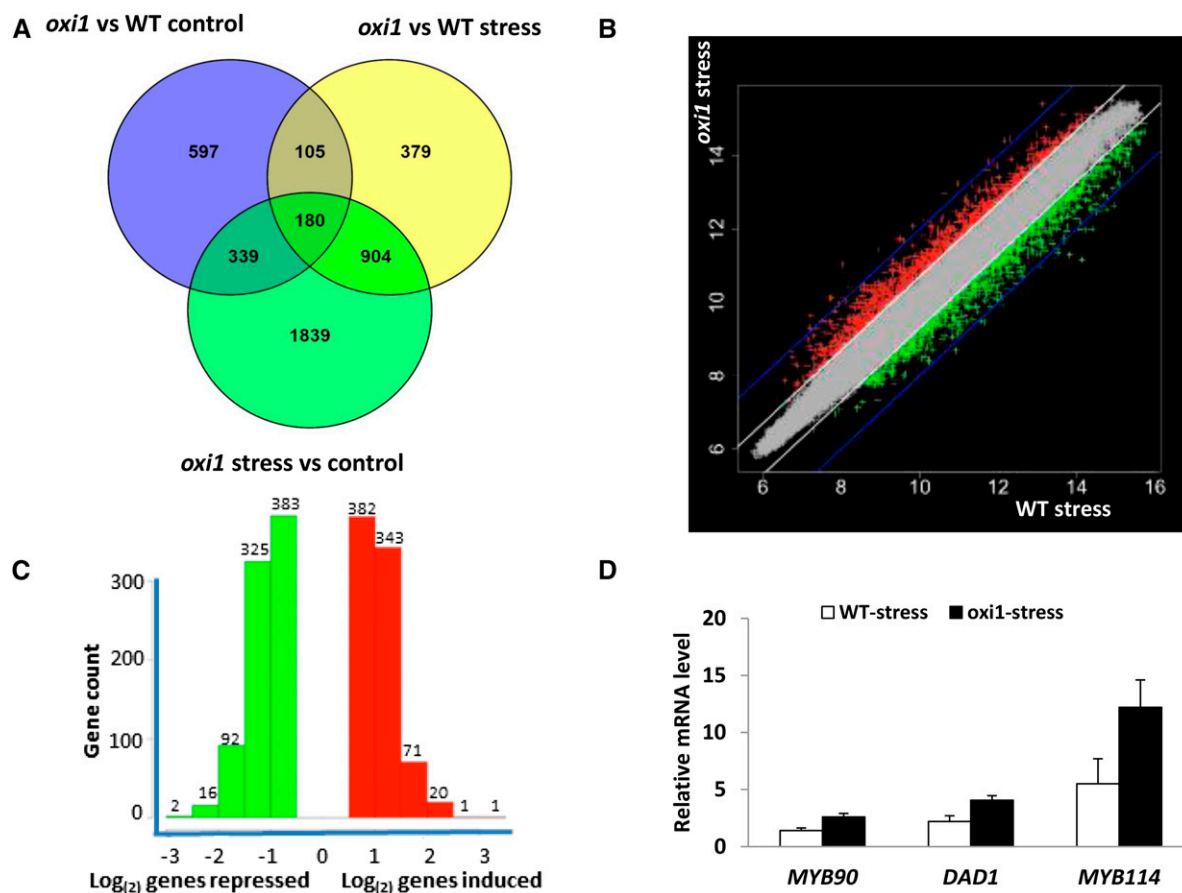 A
oxi1 vs WT control
oxi1 vs WT stress
597
105
379
180
339
904
1839
oxi1 stress vs control
B
oxi1 stress
14
12
10
8
6
6
8
10
12
14
16
WT stress
C
Gene count
300
100
0
2
16
92
325
383
382
343
71
20
1
1
-3
-2
-1
0
1
2
3
Log(2) genes repressed
Log(2) genes induced
D
WT-stress
oxi1-stress
Relative mRNA level
20
15
10
5
0
MYB90
DAD1
MYB114